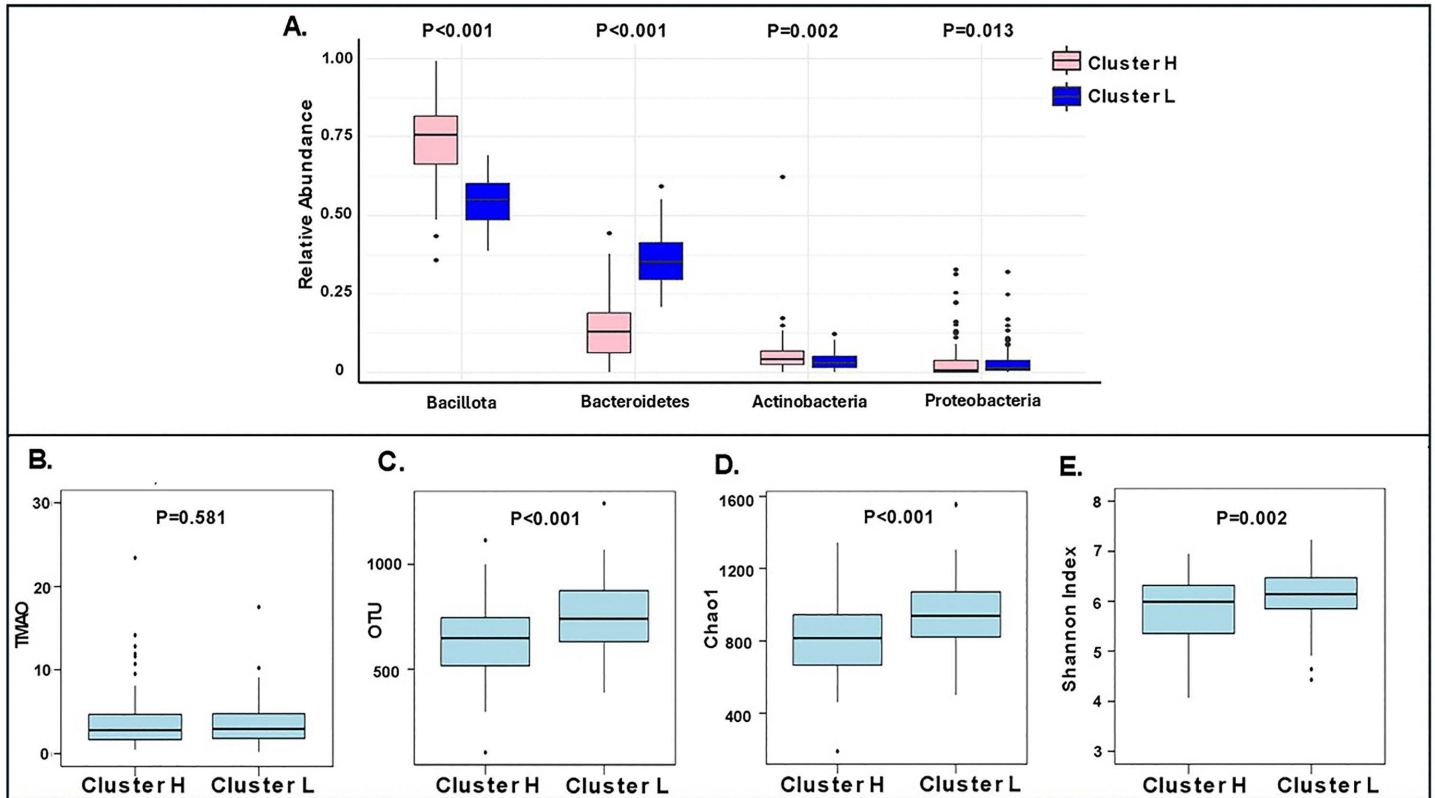 A.
P<0.001 P<0.001 P=0.002 P=0.013
Cluster H
Cluster L
Relative Abundance
1.00
0.75
0.50
0.25
0
Bacillota Bacteroidetes Actinobacteria Proteobacteria
B.
P=0.581
TMAO
30
20
10
0
Cluster H Cluster L
C.
P<0.001
OTU
1000
500
Cluster H Cluster L
D.
P<0.001
Chao1
1600
1200
800
400
Cluster H Cluster L
E.
P=0.002
Shannon Index
8
7
6
5
4
3
Cluster H Cluster L